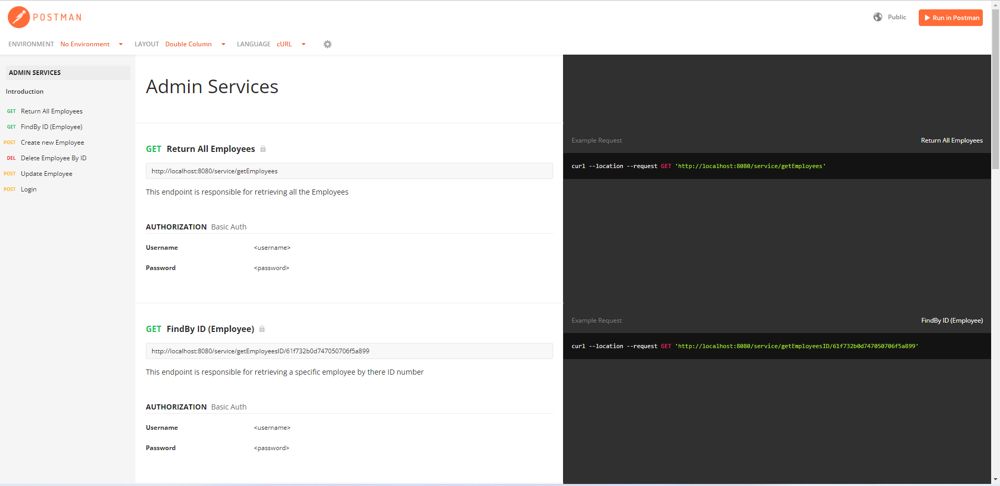 POSTMAN
Public
Run in Postman
ENVIRONMENT No Environment LAYOUT Double Column LANGUAGE cURL
ADMIN SERVICES
Introduction
GET Return All Employees
GET FindBy ID (Employee)
POST Create new Employee
DEL Delete Employee By ID
POST Update Employee
POST Login
Admin Services
GET Return All Employees
http://localhost:8080/service/getEmployees
This endpoint is responsible for retrieving all the Employees
AUTHORIZATION Basic Auth
Username <username>
Password <password>
GET FindBy ID (Employee)
http://localhost:8080/service/getEmployeesID/61f732b0d747050706f5a899
This endpoint is responsible for retrieving a specific employee by there ID number
AUTHORIZATION Basic Auth
Username <username>
Password <password>
Example Request Return All Employees
curl --location --request GET 'http://localhost:8080/service/getEmployees'
Example Request FindBy ID (Employee)
curl --location --request GET 'http://localhost:8080/service/getEmployeesID/61f732b0d747050706f5a899'